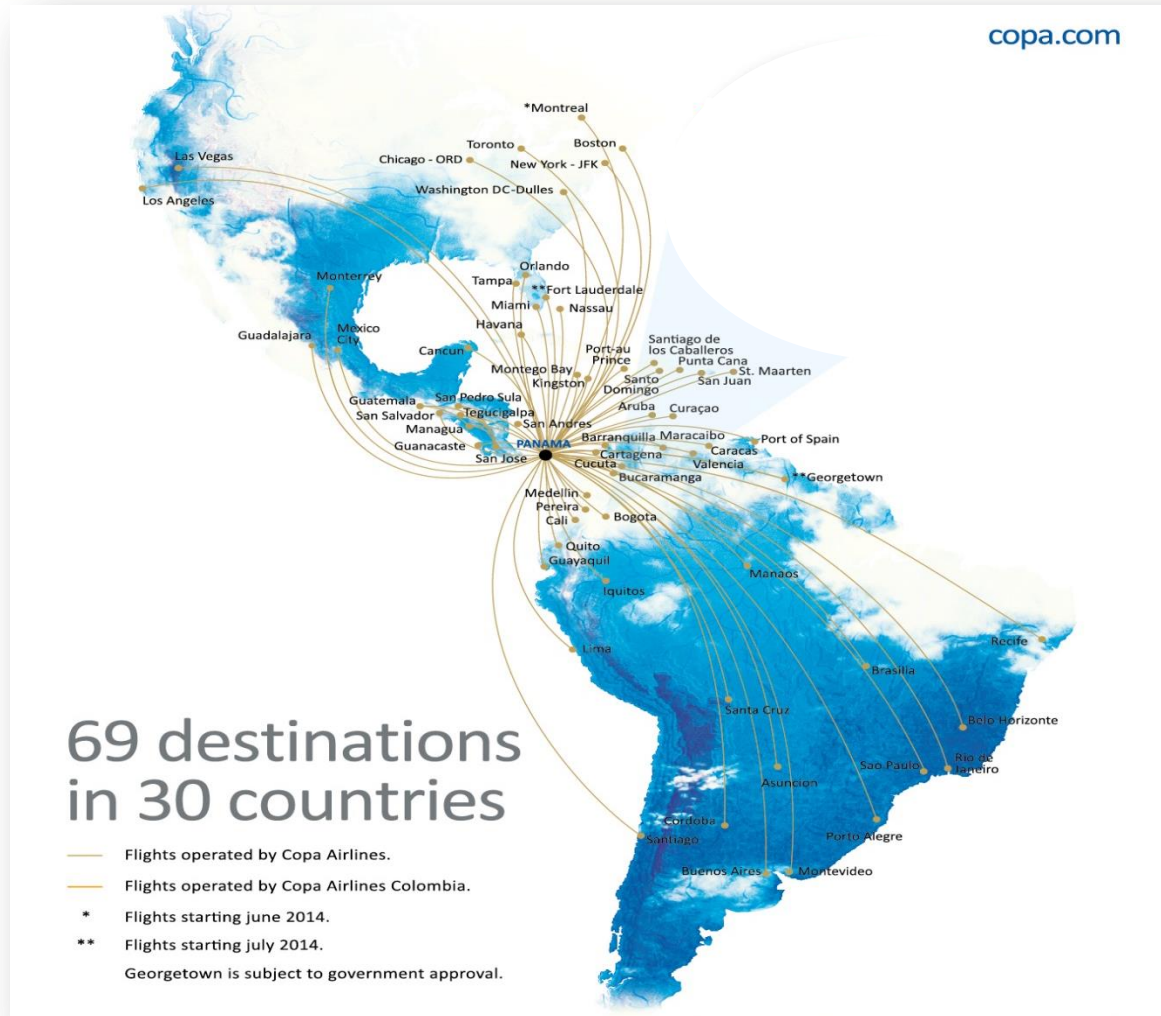 copa.com
*Montreal
Toronto
Boston
Chicago - ORD
New York - JFK
Las Vegas
Washington DC-Dulles
Los Angeles
Orlando
Monterrey
Tampa
**Fort Lauderdale
Miami
Nassau
Havana
Guadalajara
Mexico
City
Cancun
Port-au
Prince
Santiago de
los Caballeros
Punta Cana
Montego Bay
Kingston
Santo
Domingo
San Juan
St. Maarten
Guatemala
San Pedro Sula
San Salvador
Tegucigalpa
Aruba
Curaçao
Managua
San Andres
Guanacaste
PANAMA
Barranquilla
Maracaibo
Port of Spain
San Jose
Cartagena
Caracas
Cucuta
Valencia
Bucaramanga
**Georgetown
Medellin
Pereira
Cali
Bogota
Quito
Guayaquil
Manaos
Iquitos
Recife
Lima
Brasilia
Santa Cruz
Belo Horizonte
Sao Paulo
Rio de
Janeiro
Asuncion
Cordoba
Santiago
Porto Alegre
Buenos Aires
Montevideo
69 destinations
in 30 countries
Flights operated by Copa Airlines.
Flights operated by Copa Airlines Colombia.
* Flights starting june 2014.
** Flights starting july 2014.
Georgetown is subject to government approval.